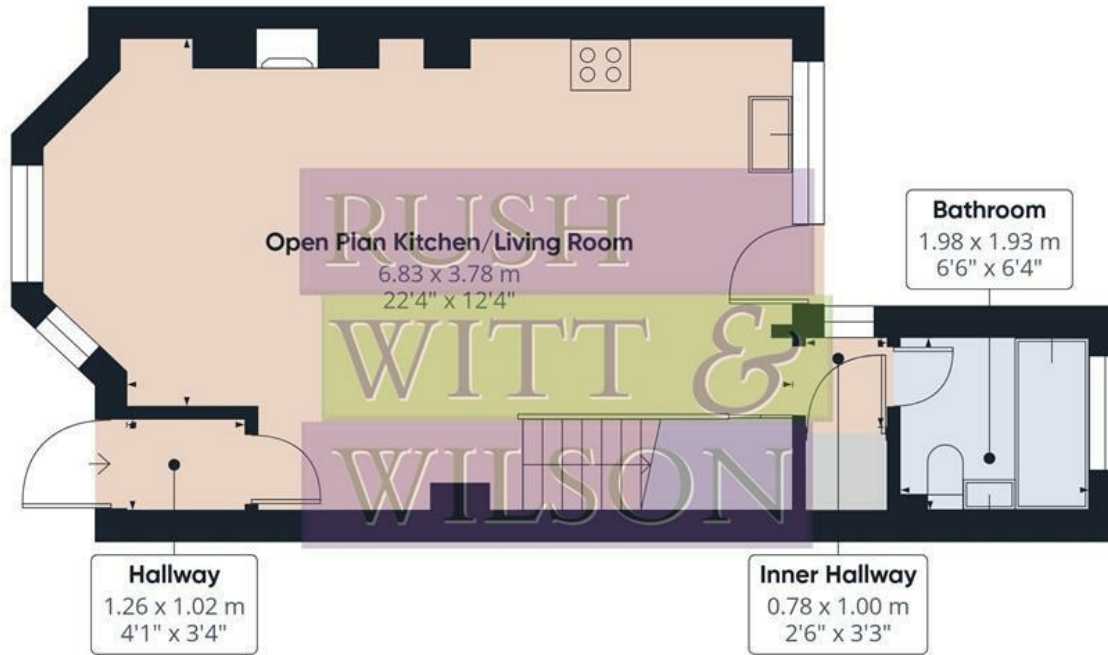 RUSH
Open Plan Kitchen/Living Room
6.83 x 3.78 m
22'4" x 12'4"
WITT &
WILSON
Bathroom
1.98 x 1.93 m
6'6" x 6'4"
Hallway
1.26 x 1.02 m
4'1" x 3'4"
Inner Hallway
0.78 x 1.00 m
2'6" x 3'3"